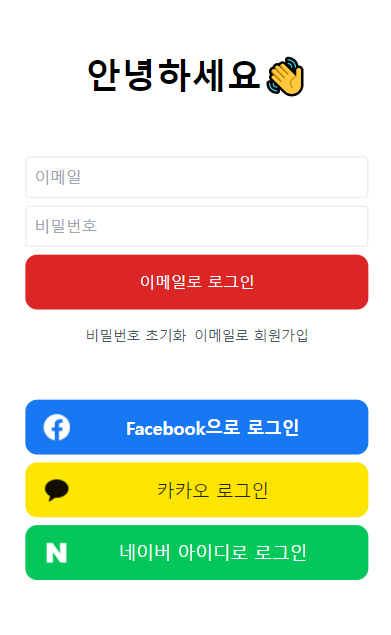 안녕하세요👋
이메일
비밀번호
이메일로 로그인
비밀번호 초기화 이메일로 회원가입
Facebook으로 로그인
카카오 로그인
N 네이버 아이디로 로그인